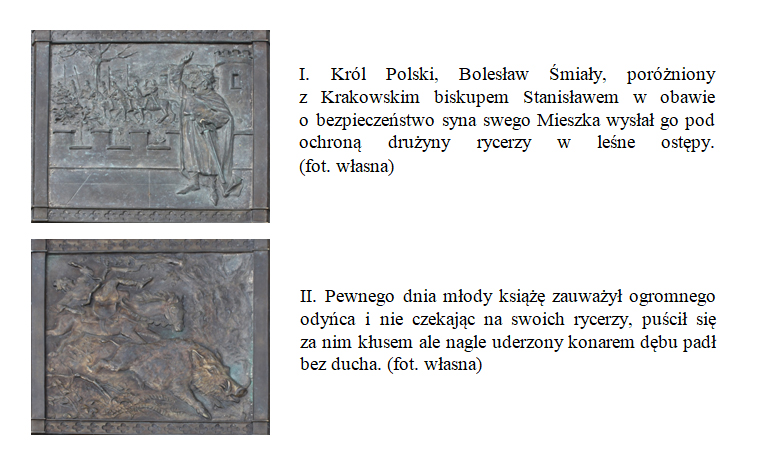 I. Król Polski, Bolesław Śmiały, poróżniony
z Krakowskim biskupem Stanisławem w obawie
o bezpieczeństwo syna swego Mieszka wysłał go pod
ochroną drużyny rycerzy w leśne ostępy.
(fot. własna)
II. Pewnego dnia młody książę zauważył ogromnego
odyńca i nie czekając na swoich rycerzy, puścił się
za nim kłusem ale nagle uderzony konarem dębu padł
bez ducha. (fot. własna)